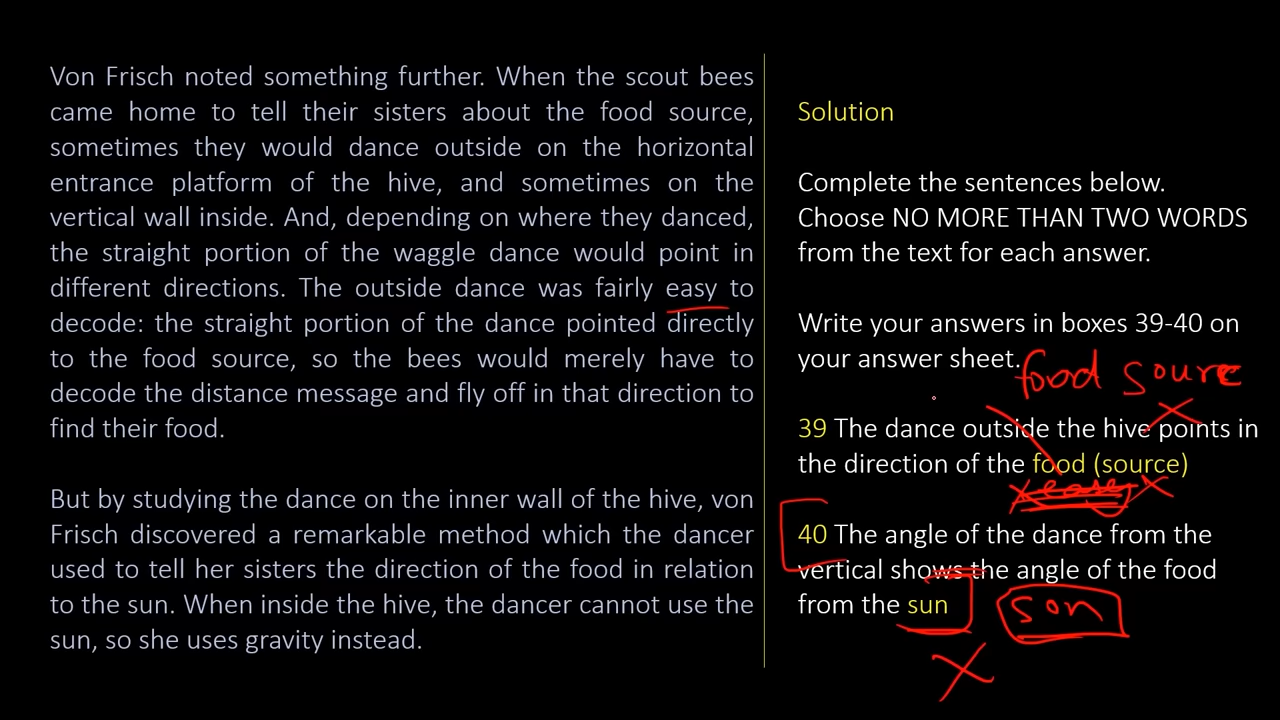 Von Frisch noted something further. When the scout bees
came home to tell their sisters about the food source,
sometimes they would dance outside on the horizontal
entrance platform of the hive, and sometimes on the
vertical wall inside. And, depending on where they danced,
the straight portion of the waggle dance would point in
different directions. The outside dance was fairly easy to
decode: the straight portion of the dance pointed directly
to the food source, so the bees would merely have to
decode the distance message and fly off in that direction to
find their food.
But by studying the dance on the inner wall of the hive, von
Frisch discovered a remarkable method which the dancer
used to tell her sisters the direction of the food in relation
to the sun. When inside the hive, the dancer cannot use the
sun, so she uses gravity instead.
Solution
Complete the sentences below.
Choose NO MORE THAN TWO WORDS
from the text for each answer.
Write your answers in boxes 39-40 on
your answer sheet.
food sourc
39 The dance outside the hive points in
the direction of the food (source)
40 The angle of the dance from the
vertical shows the angle of the food
from the sun
son